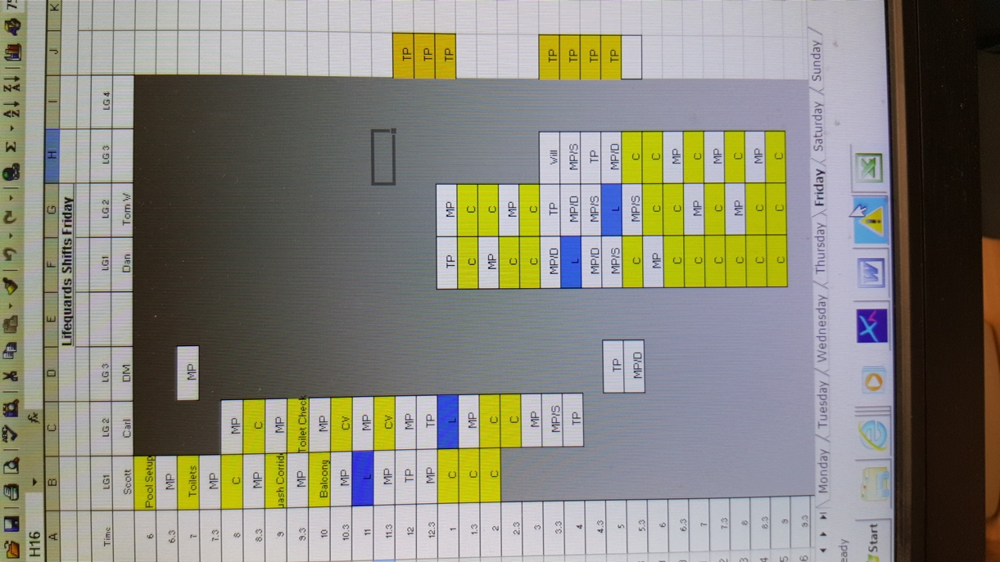 75
H16 fx
A B C D E F G H I J K
Lifeguards Shifts Friday
Time LG1 LG 2 LG 3 LG1 LG 2 LG 3 LG 4
Scott Carl DM Dan Tom W
6 Pool Setup
6.3 MP
7 Toilets MP
7.3 MP
8 C MP
8.3 MP C
9 uash Corrid MP
9.3 MP Toilet Check
10 Balcony MP
10.3 MP CV
11 L MP
11.3 MP CV
12 TP MP TP
12.3 MP TP TP
1 C L TP MP TP
1.3 C MP C C
2 C C MP C
2.3 C C MP
3 MP C C
3.3 MP/S MP/D TP Will TP
4 TP L MP/D MP/S TP
4.3 MP/D MP/S TP TP
5 TP MP/S L MP/D TP
5.3 MP/D C MP/S C
6 MP C C
6.3 C C MP
7 C MP C
7.3 C C MP
8 C MP C
8.3 C C MP
9 C C C
9.3
Monday Tuesday Wednesday Thursday Friday Saturday Sunday
eady
Start